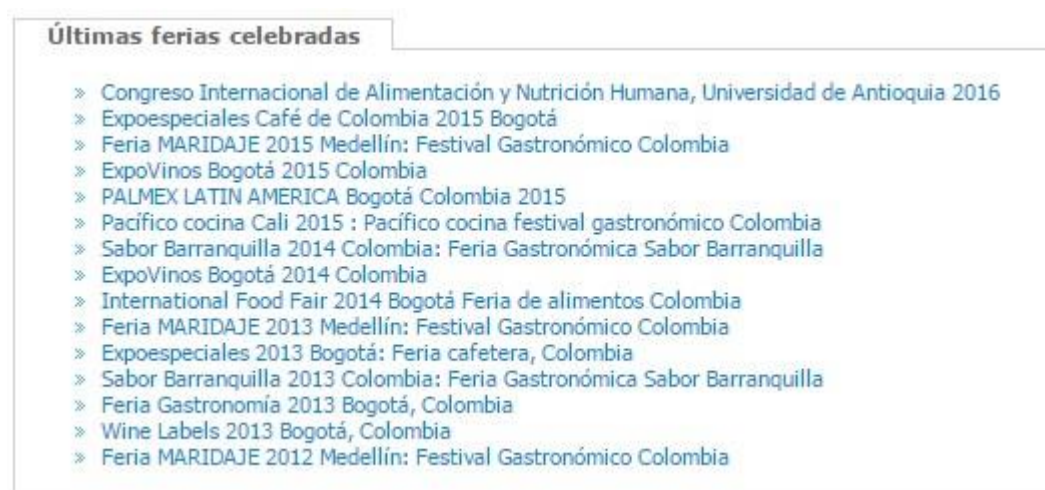 Últimas ferias celebradas
» Congreso Internacional de Alimentación y Nutrición Humana, Universidad de Antioquia 2016
» Expoespeciales Café de Colombia 2015 Bogotá
» Feria MARIDAJE 2015 Medellín: Festival Gastronómico Colombia
» ExpoVinos Bogotá 2015 Colombia
» PALMEX LATIN AMERICA Bogotá Colombia 2015
» Pacífico cocina Cali 2015 : Pacífico cocina festival gastronómico Colombia
» Sabor Barranquilla 2014 Colombia: Feria Gastronómica Sabor Barranquilla
» ExpoVinos Bogotá 2014 Colombia
» International Food Fair 2014 Bogotá Feria de alimentos Colombia
» Feria MARIDAJE 2013 Medellín: Festival Gastronómico Colombia
» Expoespeciales 2013 Bogotá: Feria cafetera, Colombia
» Sabor Barranquilla 2013 Colombia: Feria Gastronómica Sabor Barranquilla
» Feria Gastronomía 2013 Bogotá, Colombia
» Wine Labels 2013 Bogotá, Colombia
» Feria MARIDAJE 2012 Medellín: Festival Gastronómico Colombia